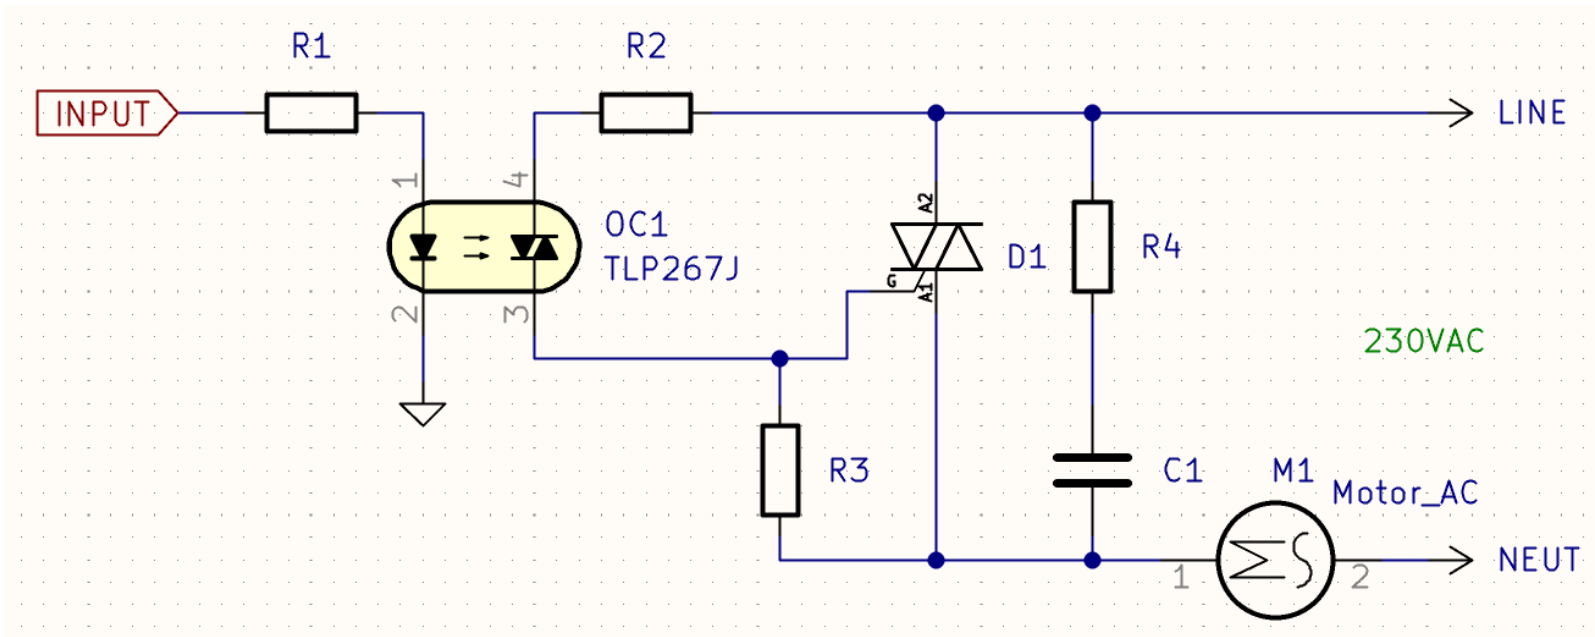 R1
R2
INPUT
LINE
1
4
A2
OC1
TLP267J
D1
R4
G
A1
2
3
230VAC
R3
C1
M1
Motor_AC
NEUT
1
2